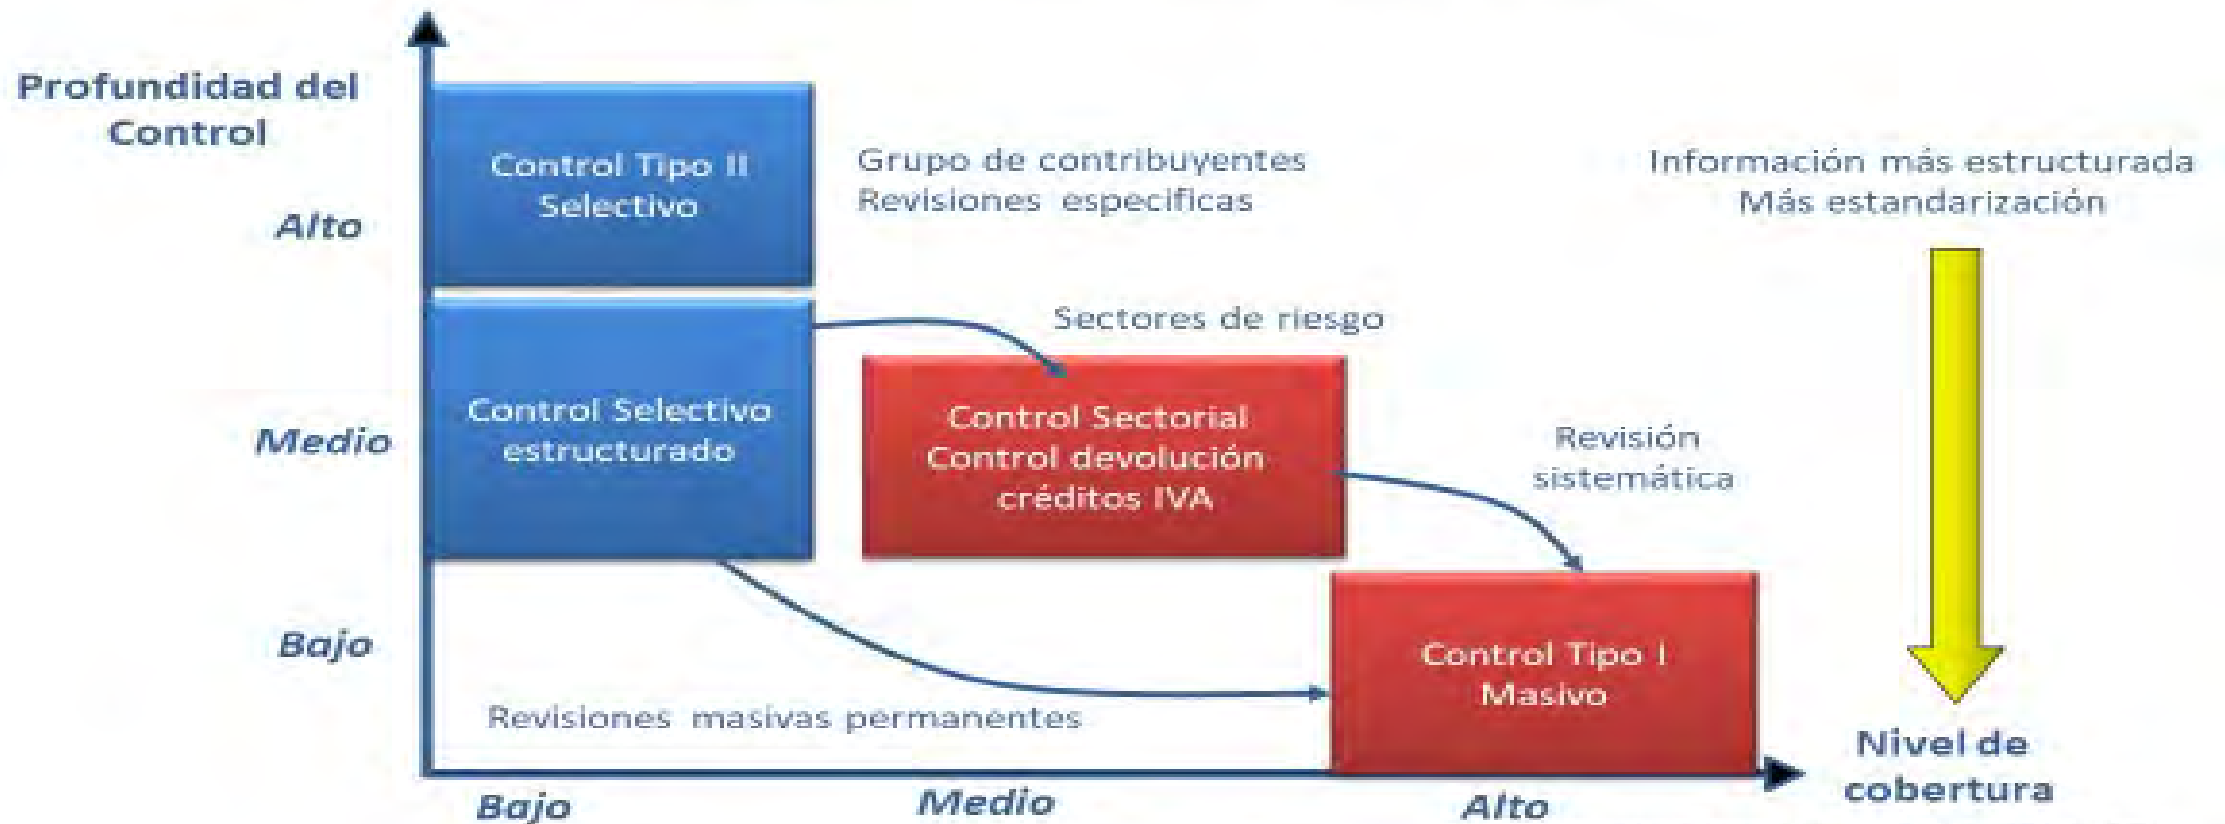 Profundidad del
Control
Alto
Control Tipo II
Selectivo
Grupo de contribuyentes
Revisiones especificas
Información más estructurada
Más estandarización
Medio
Control Selectivo
estructurado
Sectores de riesgo
Control Sectorial
Control devolución
créditos IVA
Revisión
sistemática
Bajo
Revisiones masivas permanentes
Control Tipo I
Masivo
Nivel de
cobertura
Bajo
Medio
Alto